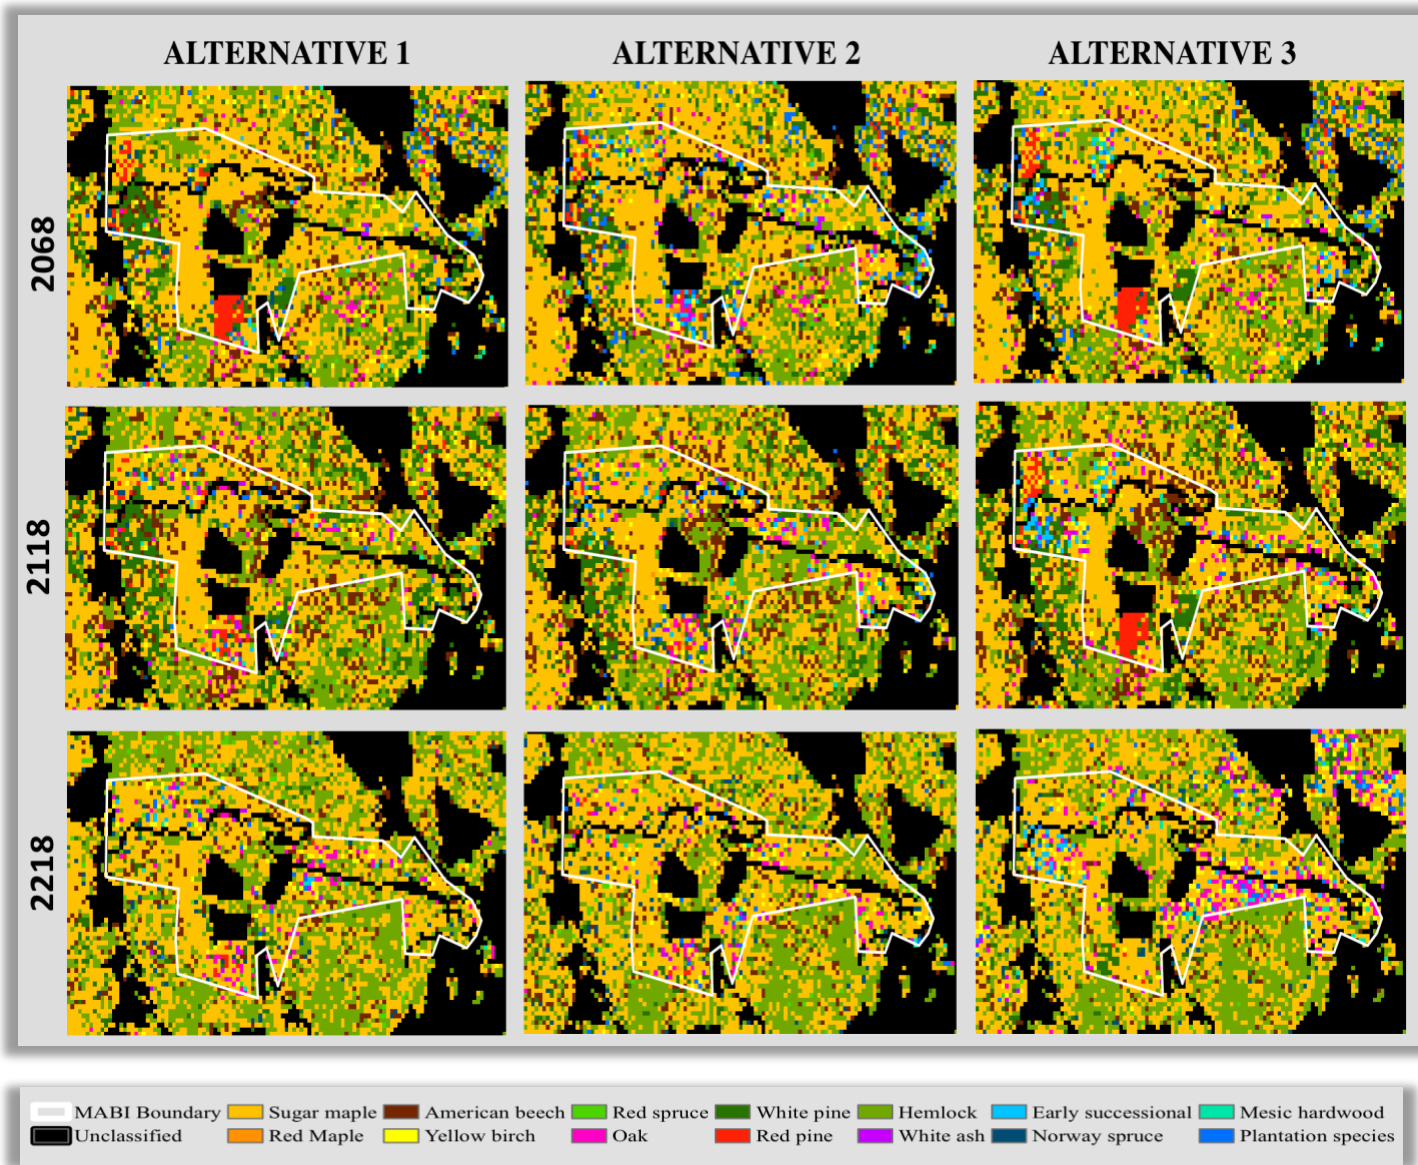 ALTERNATIVE 1 ALTERNATIVE 2 ALTERNATIVE 3
2068
2118
2218
MABI Boundary Sugar maple American beech Red spruce White pine Hemlock Early successional Mesic hardwood
Unclassified Red Maple Yellow birch Oak Red pine White ash Norway spruce Plantation species